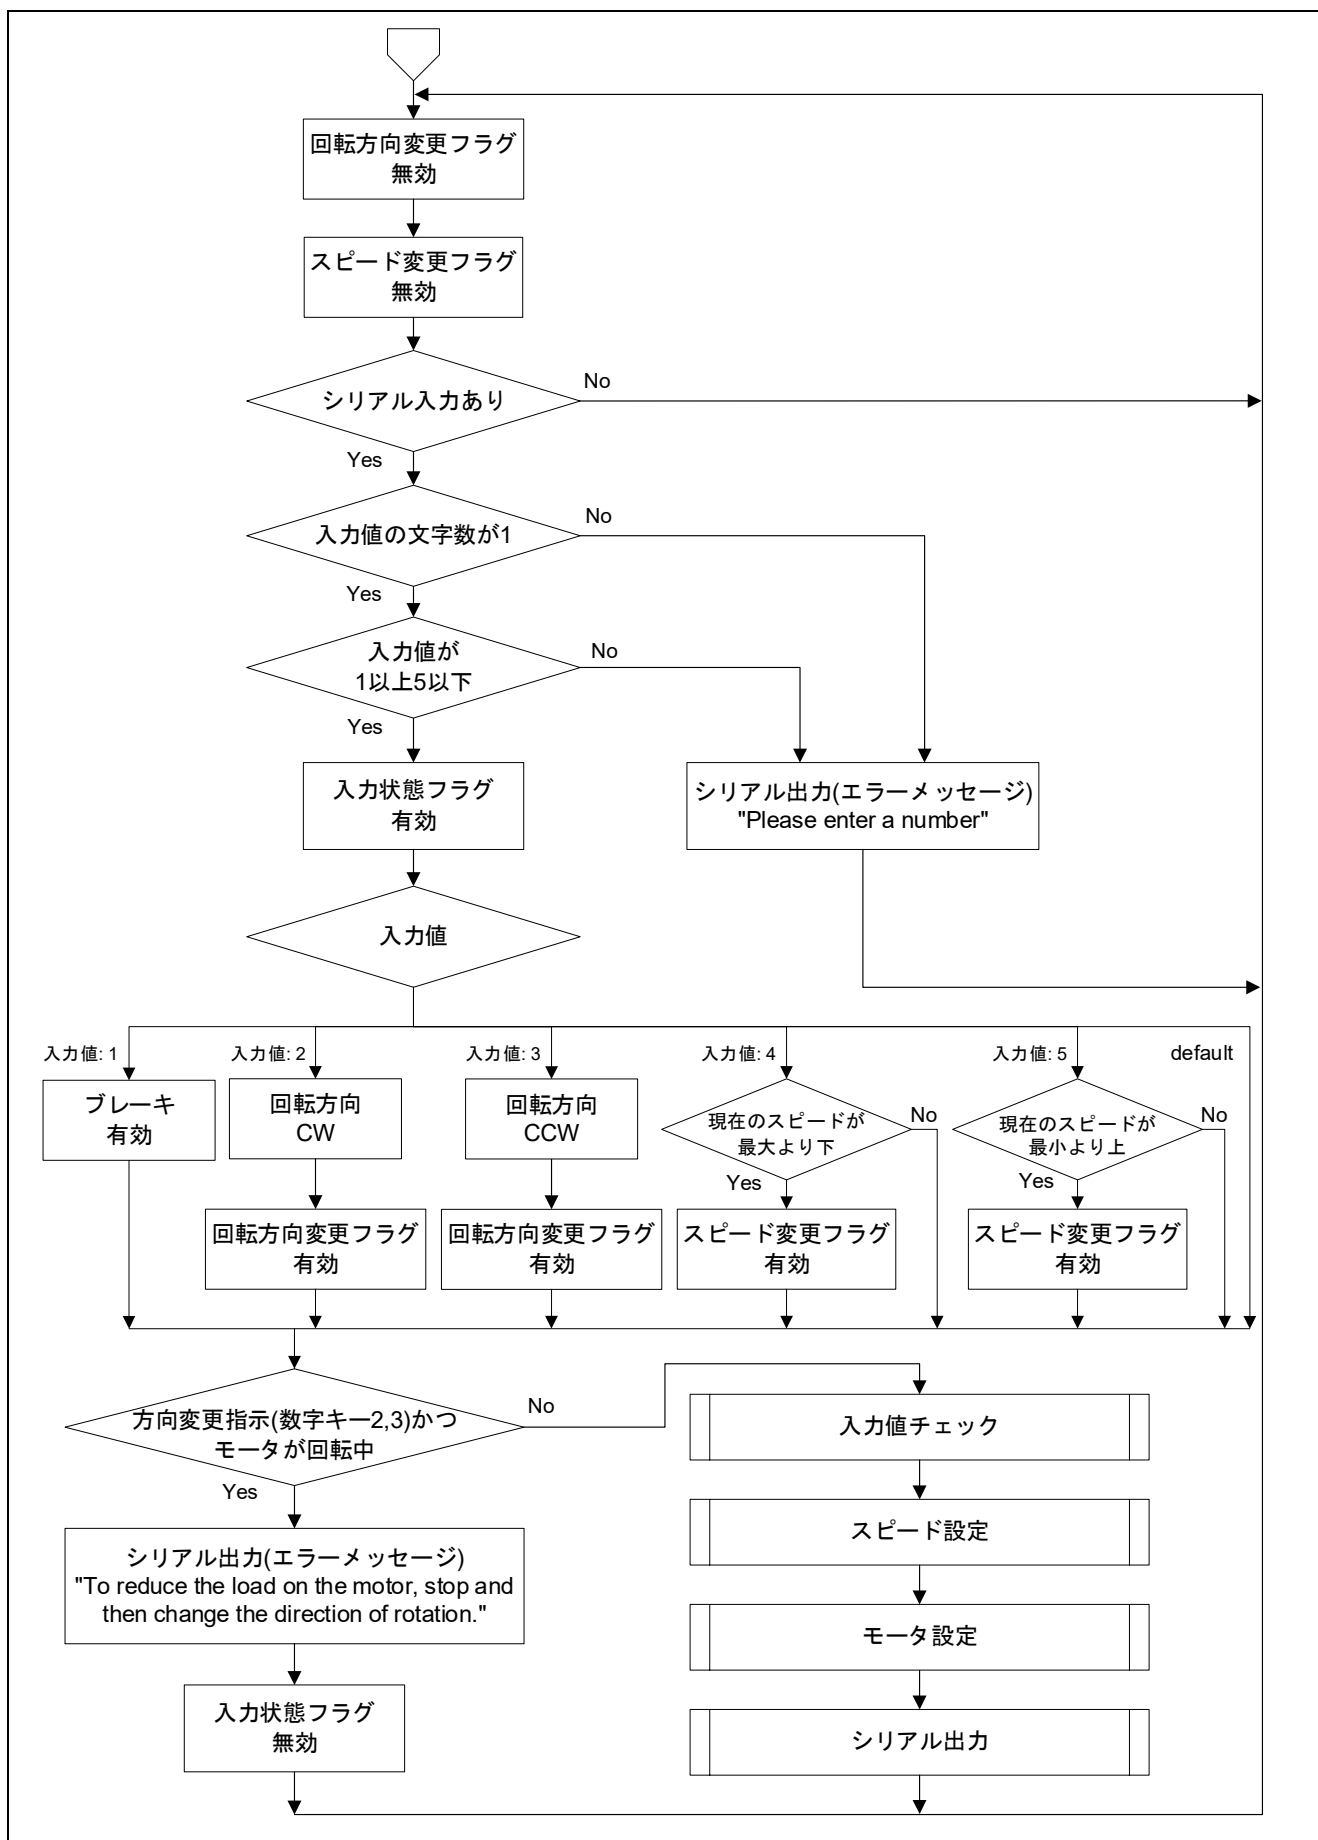 回転方向変更フラグ
無効
スピード変更フラグ
無効
シリアル入力あり
No
Yes
入力値の文字数が1
No
Yes
入力値が
1以上5以下
No
Yes
入力状態フラグ
有効
シリアル出力(エラーメッセージ)
"Please enter a number"
入力値
入力値: 1
入力値: 2
入力値: 3
入力値: 4
入力値: 5
default
ブレーキ
有効
回転方向
CW
回転方向
CCW
現在のスピードが
最大より下
No
Yes
現在のスピードが
最小より上
No
Yes
回転方向変更フラグ
有効
回転方向変更フラグ
有効
スピード変更フラグ
有効
スピード変更フラグ
有効
方向変更指示(数字キー2,3)かつ
モータが回転中
No
Yes
入力値チェック
スピード設定
モータ設定
シリアル出力
シリアル出力(エラーメッセージ)
"To reduce the load on the motor, stop and
then change the direction of rotation."
入力状態フラグ
無効